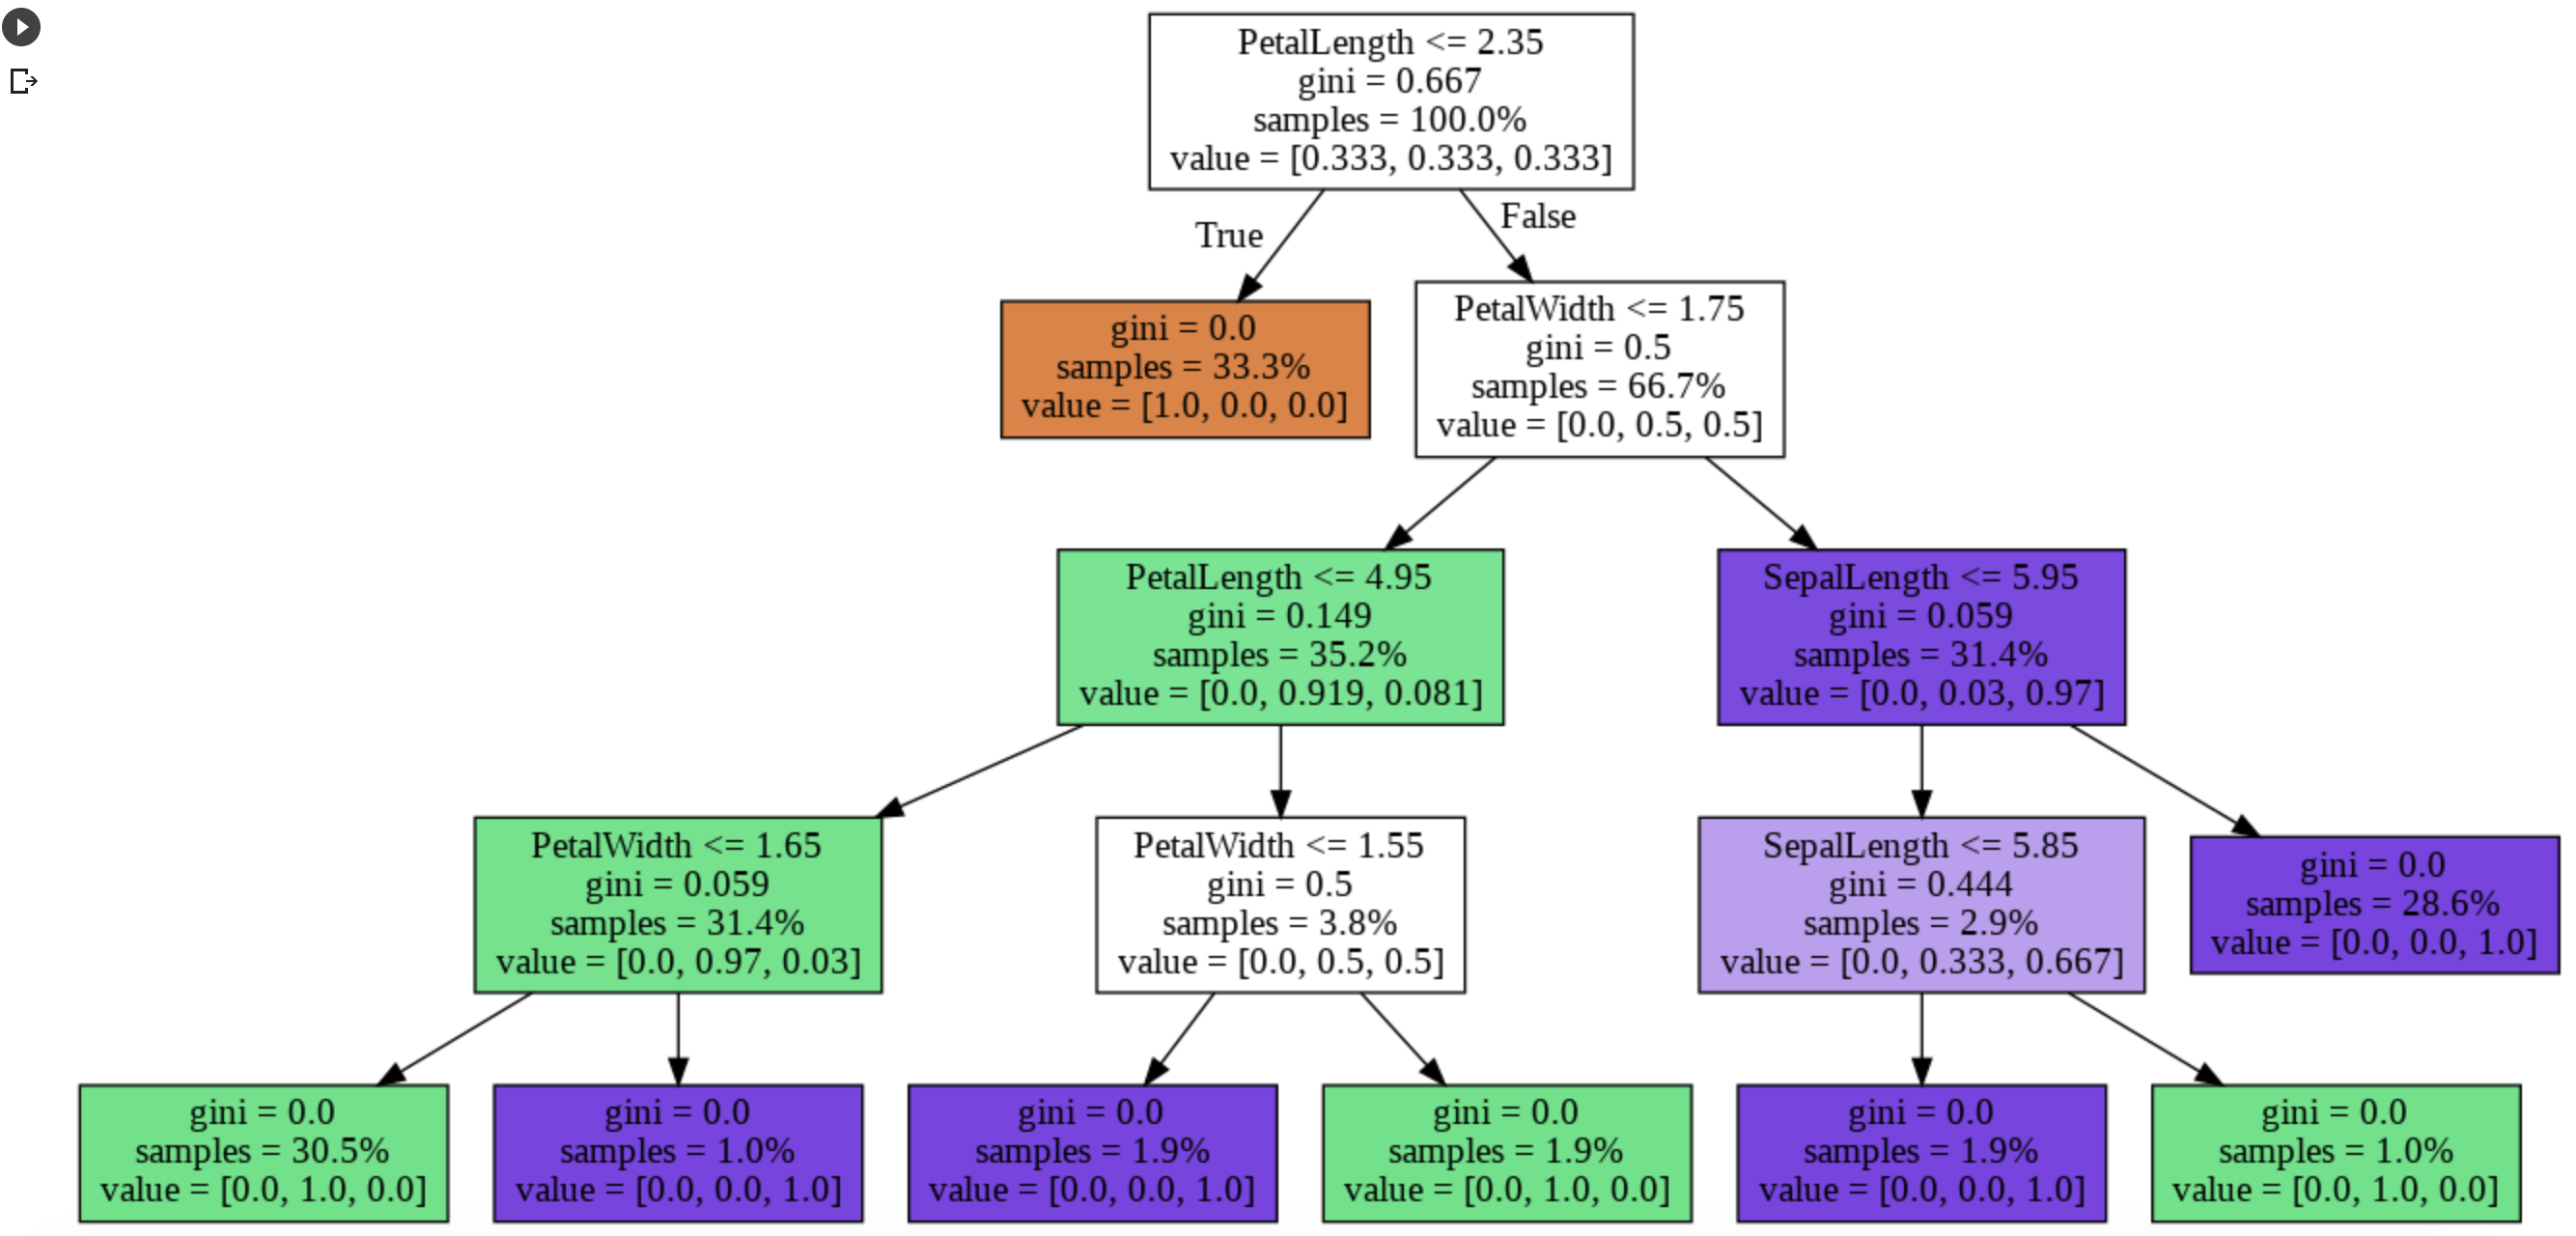 PetalLength <= 2.35
gini = 0.667
samples = 100.0%
value = [0.333, 0.333, 0.333]
True
False
gini = 0.0
samples = 33.3%
value = [1.0, 0.0, 0.0]
PetalWidth <= 1.75
gini = 0.5
samples = 66.7%
value = [0.0, 0.5, 0.5]
PetalLength <= 4.95
gini = 0.149
samples = 35.2%
value = [0.0, 0.919, 0.081]
SepalLength <= 5.95
gini = 0.059
samples = 31.4%
value = [0.0, 0.03, 0.97]
PetalWidth <= 1.65
gini = 0.059
samples = 31.4%
value = [0.0, 0.97, 0.03]
PetalWidth <= 1.55
gini = 0.5
samples = 3.8%
value = [0.0, 0.5, 0.5]
SepalLength <= 5.85
gini = 0.444
samples = 2.9%
value = [0.0, 0.333, 0.667]
gini = 0.0
samples = 28.6%
value = [0.0, 0.0, 1.0]
gini = 0.0
samples = 30.5%
value = [0.0, 1.0, 0.0]
gini = 0.0
samples = 1.0%
value = [0.0, 0.0, 1.0]
gini = 0.0
samples = 1.9%
value = [0.0, 0.0, 1.0]
gini = 0.0
samples = 1.9%
value = [0.0, 1.0, 0.0]
gini = 0.0
samples = 1.9%
value = [0.0, 0.0, 1.0]
gini = 0.0
samples = 1.0%
value = [0.0, 1.0, 0.0]